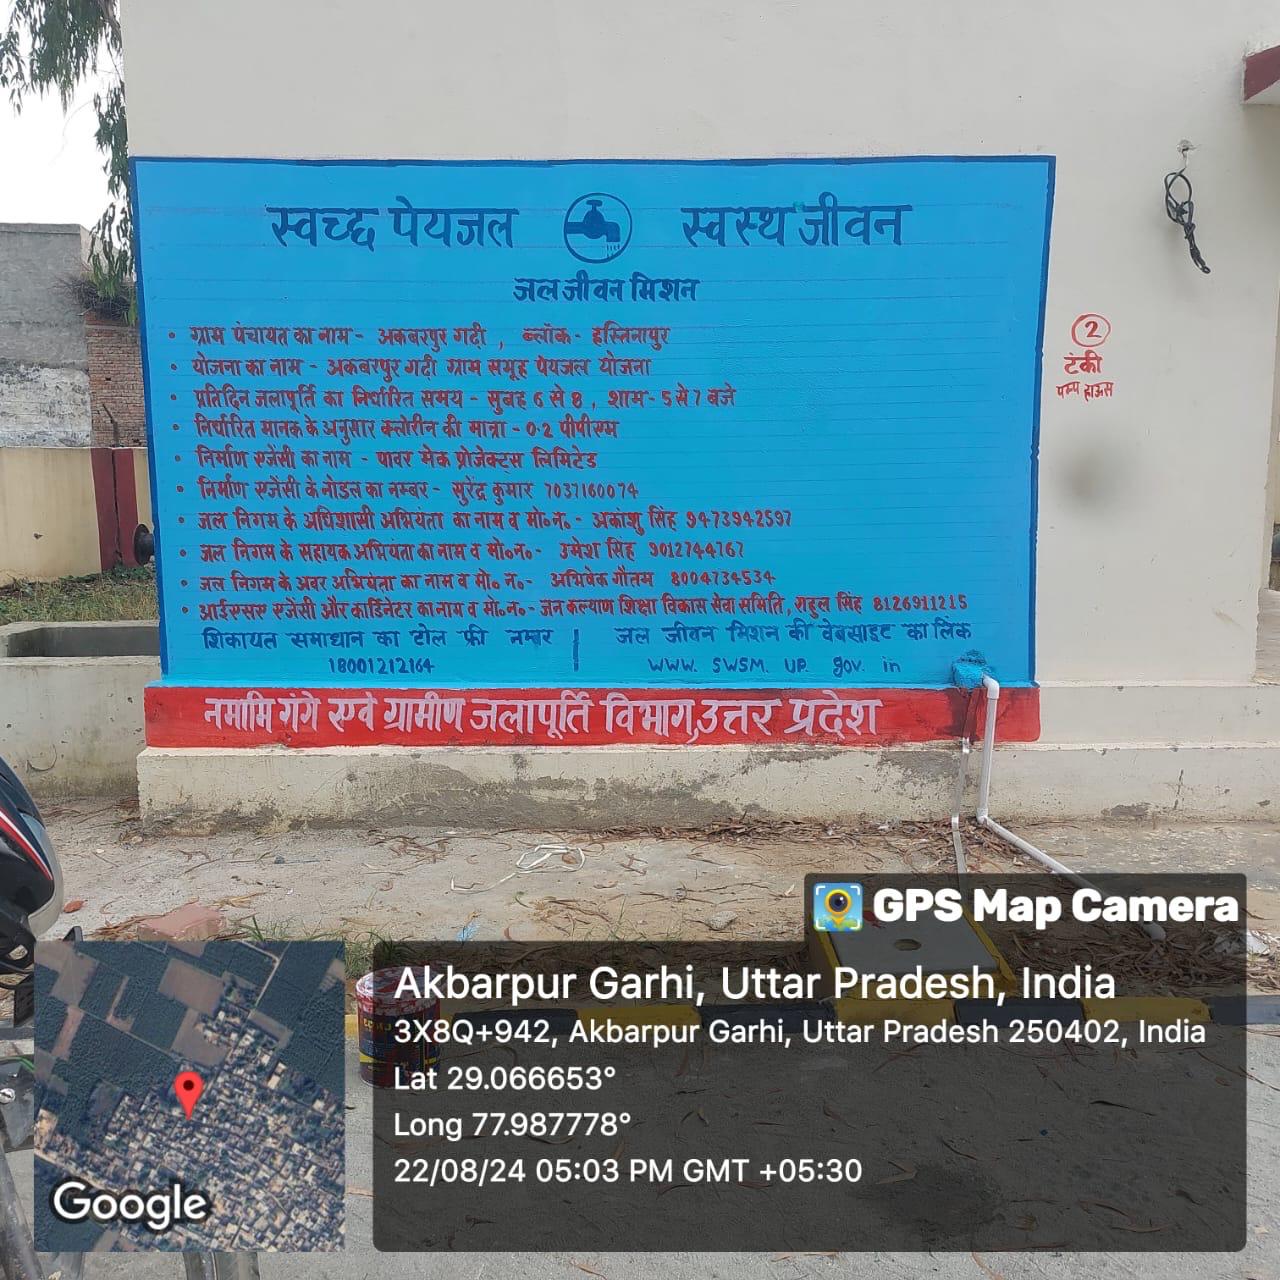 स्वच्छ पेयजल स्वस्थ जीवन
जल जीवन मिशन
• ग्राम पंचायत का नाम - अकबरपुर गढ़ी , ब्लॉक - हस्तिनापुर
• योजना का नाम - अकबरपुर गढ़ी ग्राम समूह पेयजल योजना
• प्रतिदिन जलापूर्ति का निर्धारित समय - सुबह 6 से 8 , शाम - 5 से 7 बजे
• निर्धारित मानक के अनुसार क्लोरीन की मात्रा - 0.2 पीपीएम
• निर्माण एजेंसी का नाम - पावर मेक प्रोजेक्ट्स लिमिटेड
• निर्माण एजेंसी के नोडल का नम्बर - सुरेंद्र कुमार 7037160074
• जल निगम के अधिशासी अभियंता का नाम व मो०न०- अकांशु सिंह 9473942597
• जल निगम के सहायक अभियंता का नाम व मो०न०- उमेश सिंह 9012744767
• जल निगम के अवर अभियंता का नाम व मो० न०- अभिषेक गौतम 8004734534
• आईएसए एजेंसी और कार्डिनेटर का नाम व मो०न०- जन कल्याण शिक्षा विकास सेवा समिति, राहुल सिंह 8126911215
शिकायत समाधान का टोल फ्री नम्बर | जल जीवन मिशन की वेबसाइट का लिंक
18001212164 www. swsm. up. gov. in
नमामि गंगे एवं ग्रामीण जलापूर्ति विभाग,उत्तर प्रदेश
2
टंकी
पम्प हाऊस
GPS Map Camera
Akbarpur Garhi, Uttar Pradesh, India
3X8Q+942, Akbarpur Garhi, Uttar Pradesh 250402, India
Lat 29.066653°
Long 77.987778°
22/08/24 05:03 PM GMT +05:30
Google